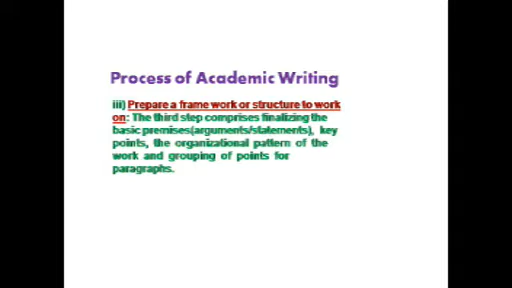 Process of Academic Writing
iii) Prepare a frame work or structure to work
on: The third step comprises finalizing the
basic premises(arguments/statements), key
points, the organizational pattern of the
work and grouping of points for
paragraphs.